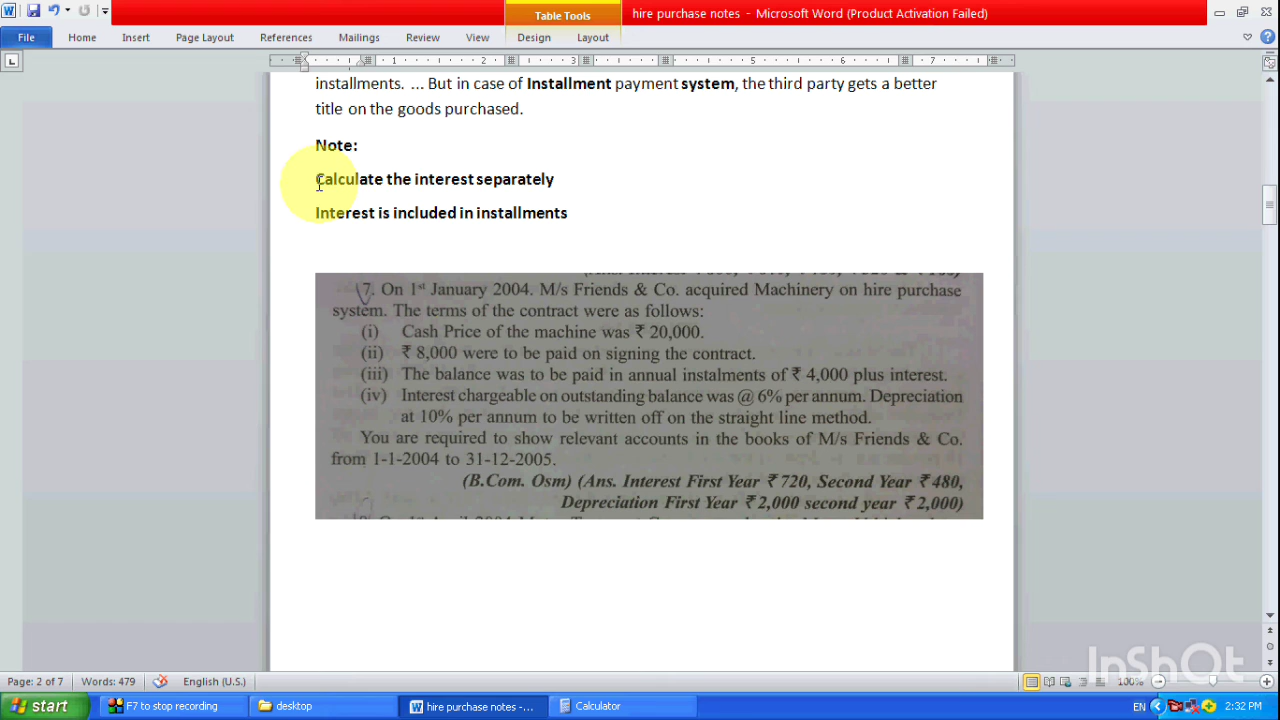 Table Tools
hire purchase notes - Microsoft Word (Product Activation Failed)
File Home Insert Page Layout References Mailings Review View Design Layout
1 2 5 6 7
installments. ... But in case of Installment payment system, the third party gets a better
title on the goods purchased.
Note:
Calculate the interest separately
Interest is included in installments
7. On 1st January 2004. M/s Friends & Co. acquired Machinery on hire purchase
system. The terms of the contract were as follows:
(i) Cash Price of the machine was ₹ 20,000.
(ii) ₹ 8,000 were to be paid on signing the contract.
(iii) The balance was to be paid in annual instalments of ₹ 4,000 plus interest.
(iv) Interest chargeable on outstanding balance was @ 6% per annum. Depreciation
at 10% per annum to be written off on the straight line method.
You are required to show relevant accounts in the books of M/s Friends & Co.
from 1-1-2004 to 31-12-2005.
(B.Com. Osm) (Ans. Interest First Year ₹ 720, Second Year ₹ 480,
Depreciation First Year ₹ 2,000 second year ₹ 2,000)
InShOt
Page: 2 of 7 Words: 479 English (U.S.) 100%
start F7 to stop recording desktop hire purchase notes -... Calculator EN 2:32 PM